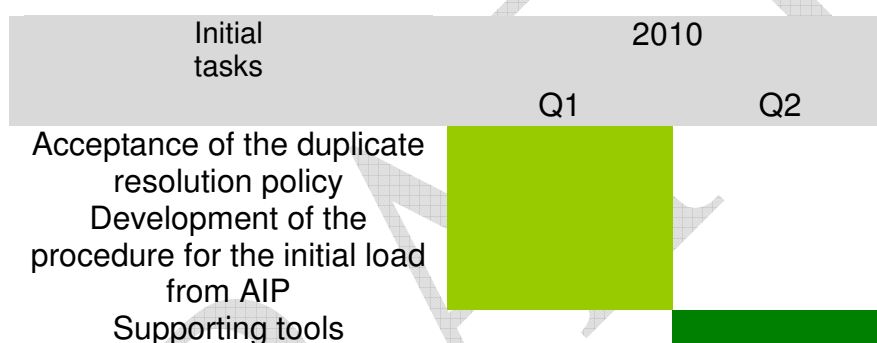 Initial
tasks
2010
Q1
Q2
Acceptance of the duplicate
resolution policy
Development of the
procedure for the initial load
from AIP
Supporting tools